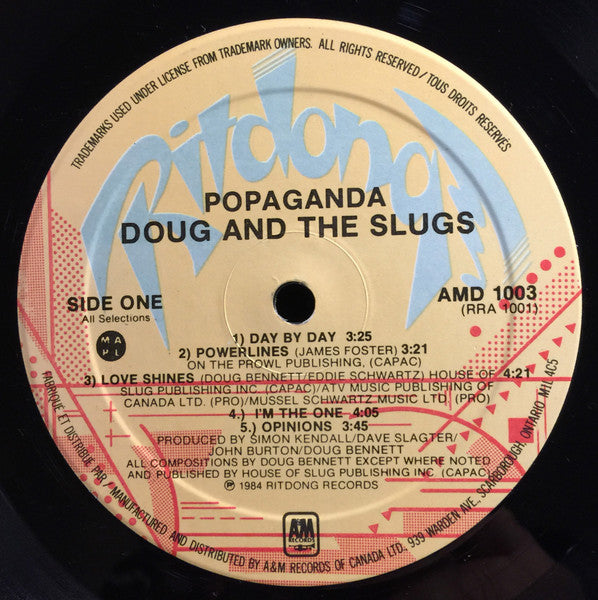 TRADEMARKS USED UNDER LICENSE FROM TRADEMARK OWNERS. ALL RIGHTS RESERVED/TOUS DROITS RESERVÉS
Ritdong
POPAGANDA
DOUG AND THE SLUGS
SIDE ONE
All Selections
AMD 1003
(RRA 1001)
M A
P L
1) DAY BY DAY 3:25
2) POWERLINES (JAMES FOSTER) 3:21
ON THE PROWL PUBLISHING, (CAPAC)
3) LOVE SHINES (DOUG BENNETT/EDDIE SCHWARTZ) HOUSE OF 4:21
SLUG PUBLISHING INC (CAPAC)/ATV MUSIC PUBLISHING OF
CANADA LTD. (PRO)/MUSSEL SCHWARTZ MUSIC LTD. (PRO)
4.) I'M THE ONE 4:05
5.) OPINIONS 3:45
PRODUCED BY SIMON KENDALL/DAVE SLAGTER/
JOHN BURTON/DOUG BENNETT
ALL COMPOSITIONS BY DOUG BENNETT EXCEPT WHERE NOTED
AND PUBLISHED BY HOUSE OF SLUG PUBLISHING INC. (CAPAC)
℗ 1984 RITDONG RECORDS
A&M
RECORDS
FABRIQUÉ ET DISTRIBUÉ PAR / MANUFACTURED AND DISTRIBUTED BY A&M RECORDS OF CANADA LTD. 939 WARDEN AVE. SCARBOROUGH, ONTARIO M1L 4C5